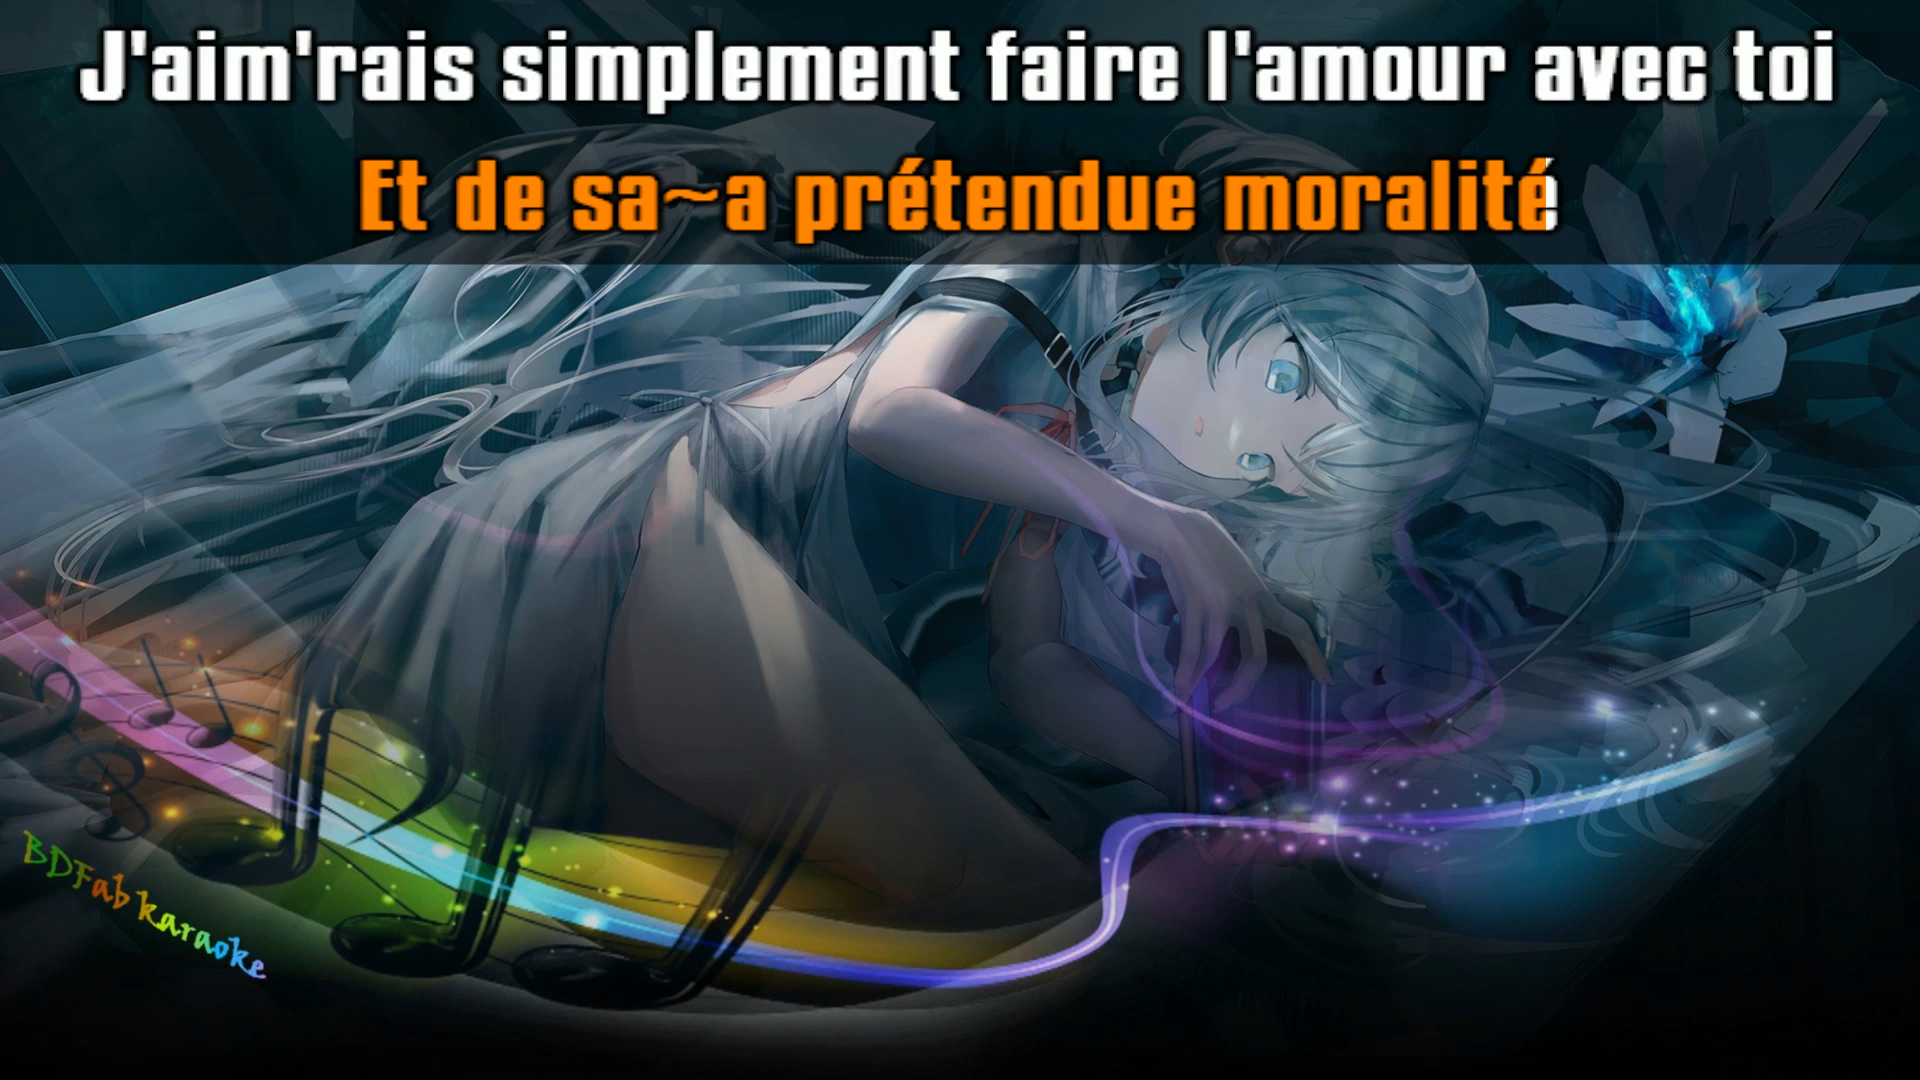 J'aim'rais simplement faire l'amour avec toi
Et de sa~a prétendue moralité
BDFab karaoke